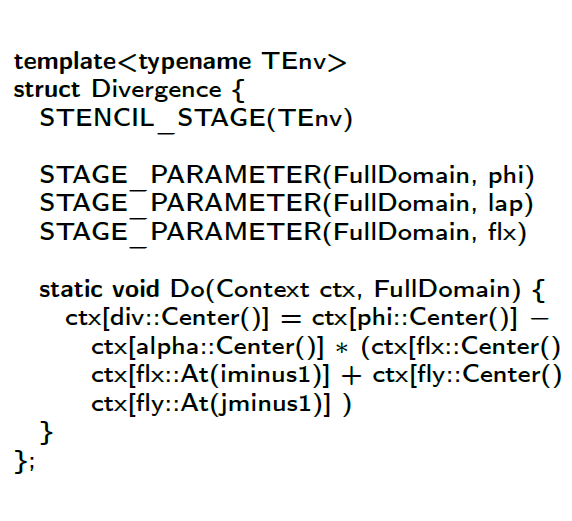 template<typename TEnv>
struct Divergence {
STENCIL_STAGE(TEnv)
STAGE_PARAMETER(FullDomain, phi)
STAGE_PARAMETER(FullDomain, lap)
STAGE_PARAMETER(FullDomain, flx)
static void Do(Context ctx, FullDomain) {
ctx[div::Center()] = ctx[phi::Center()] −
ctx[alpha::Center()] * (ctx[flx::Center()
ctx[flx::At(iminus1)] + ctx[fly::Center()
ctx[fly::At(jminus1)] )
}
};